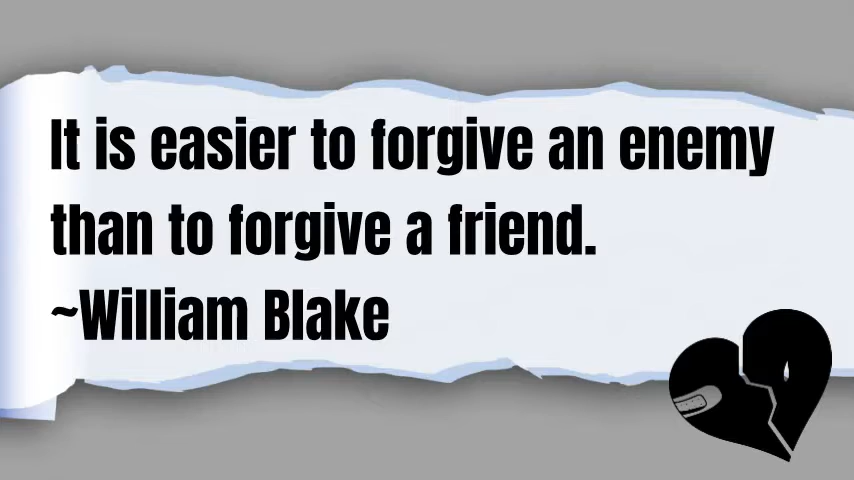 It is easier to forgive an enemy
than to forgive a friend.
~William Blake